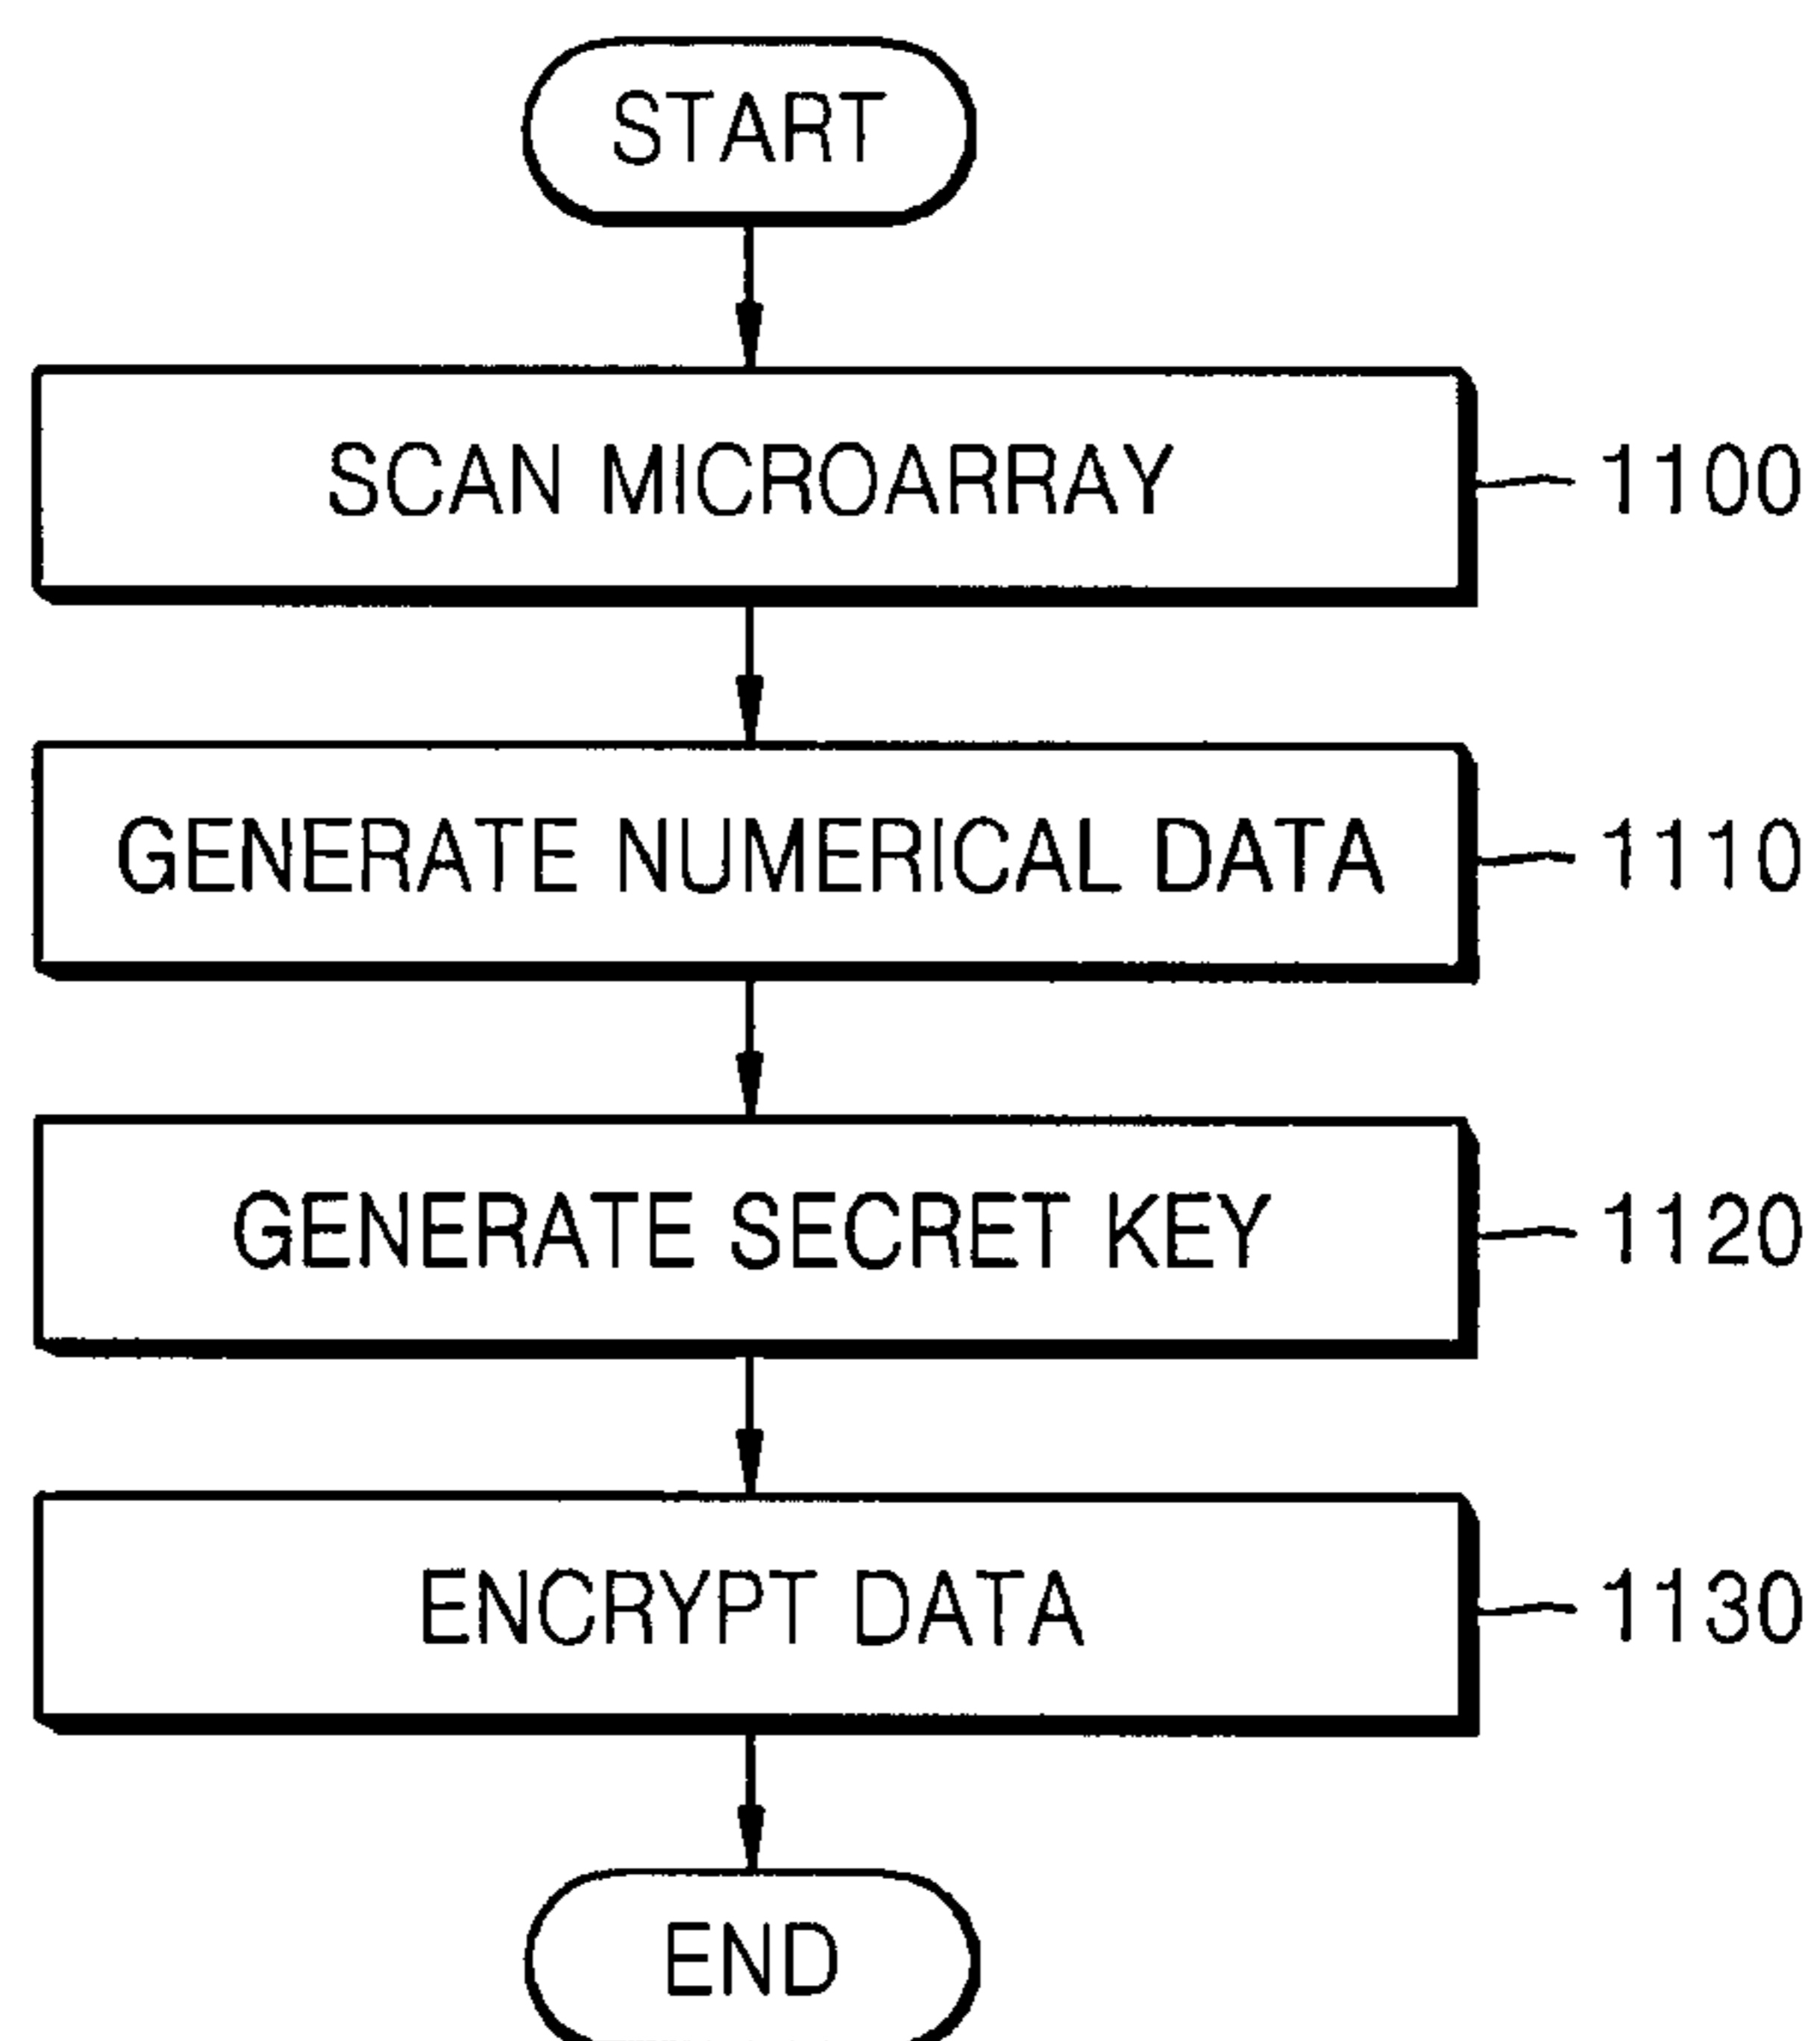 START
SCAN MICROARRAY 1100
GENERATE NUMERICAL DATA 1110
GENERATE SECRET KEY 1120
ENCRYPT DATA 1130
END